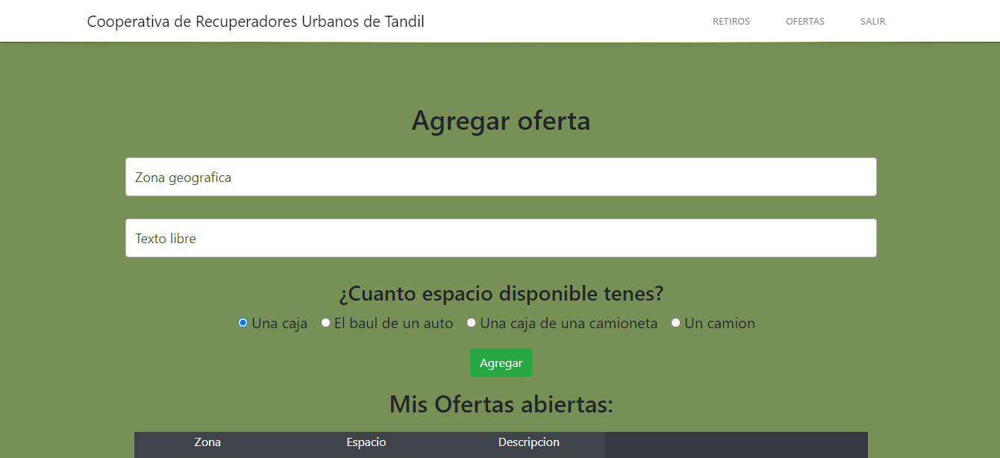 Cooperativa de Recuperadores Urbanos de Tandil RETIROS OFERTAS SALIR
Agregar oferta
Zona geografica
Texto libre
¿Cuanto espacio disponible tenes?
Una caja El baul de un auto Una caja de una camioneta Un camion
Agregar
Mis Ofertas abiertas:
Zona Espacio Descripcion